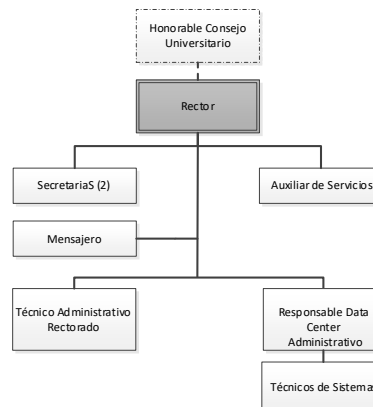 Honorable Consejo
Universitario
Rector
SecretariaS (2)
Auxiliar de Servicios
Mensajero
Técnico Administrativo
Rectorado
Responsable Data
Center
Administrativo
Técnicos de Sistemas